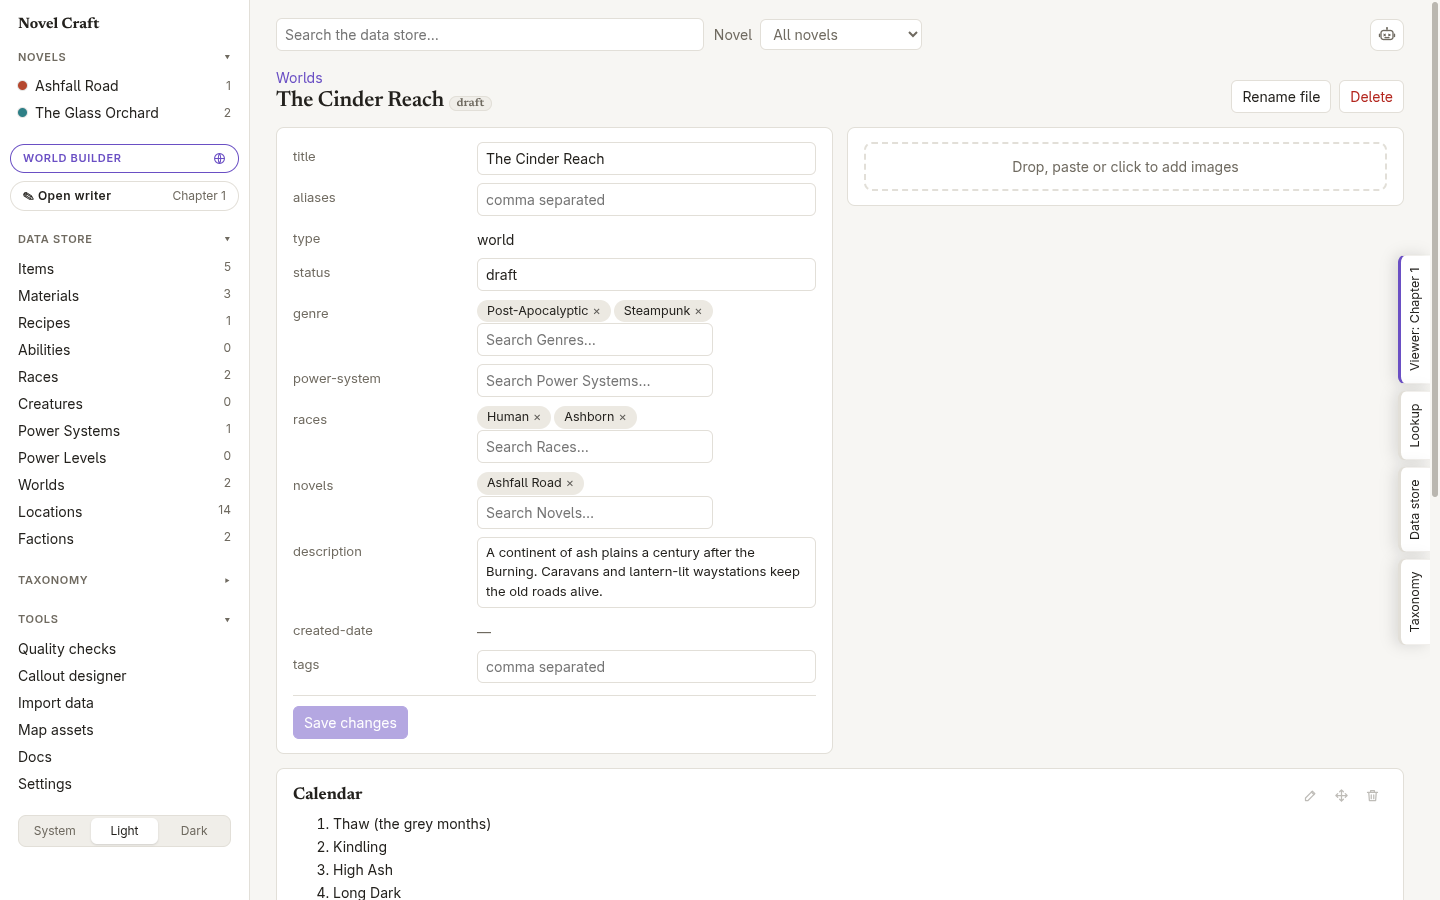 Novel Craft
NOVELS
Ashfall Road 1
The Glass Orchard 2
WORLD BUILDER
Open writer Chapter 1
DATA STORE
Items 5
Materials 3
Recipes 1
Abilities 0
Races 2
Creatures 0
Power Systems 1
Power Levels 0
Worlds 2
Locations 14
Factions 2
TAXONOMY
TOOLS
Quality checks
Callout designer
Import data
Map assets
Docs
Settings
System Light Dark
Search the data store...
Novel All novels
Worlds
The Cinder Reach draft
Rename file Delete
title The Cinder Reach
aliases comma separated
type world
status draft
genre Post-Apocalyptic × Steampunk ×
Search Genres...
power-system Search Power Systems...
races Human × Ashborn ×
Search Races...
novels Ashfall Road ×
Search Novels...
description A continent of ash plains a century after the
Burning. Caravans and lantern-lit waystations keep
the old roads alive.
created-date —
tags comma separated
Save changes
Drop, paste or click to add images
Calendar
1. Thaw (the grey months)
2. Kindling
3. High Ash
4. Long Dark
Viewer: Chapter 1
Lookup
Data store
Taxonomy